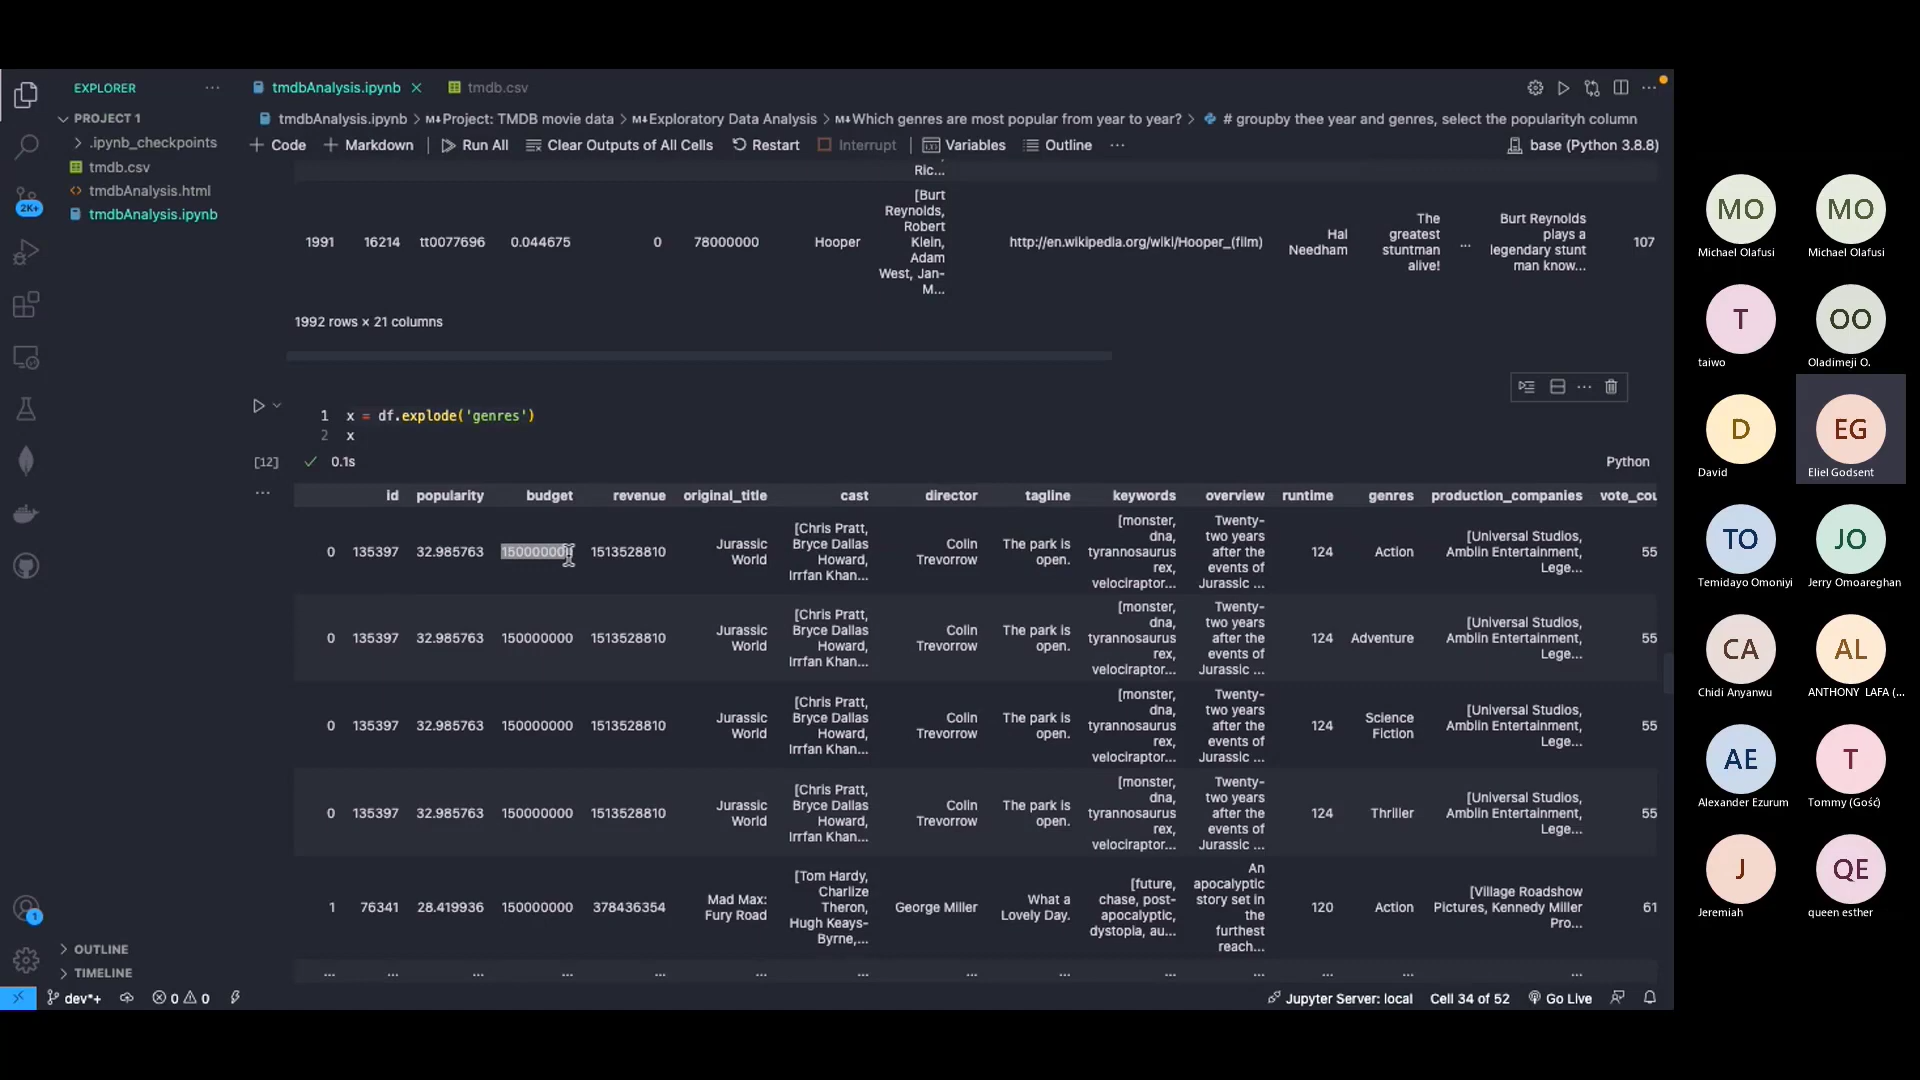 EXPLORER
···
tmdbAnalysis.ipynb
tmdb.csv
···
PROJECT 1
tmdbAnalysis.ipynb > M↓Project: TMDB movie data > M↓Exploratory Data Analysis > M↓Which genres are most popular from year to year? > # groupby thee year and genres, select the popularityh column
.ipynb_checkpoints
+ Code + Markdown Run All Clear Outputs of All Cells Restart Interrupt Variables Outline ··· base (Python 3.8.8)
tmdb.csv
tmdbAnalysis.html
tmdbAnalysis.ipynb
2K+
Ric...
1991 16214 tt0077696 0.044675 0 78000000 Hooper
[Burt
Reynolds,
Robert
Klein,
Adam
West, Jan-
M...
http://en.wikipedia.org/wiki/Hooper_(film)
Hal
Needham
The
greatest
stuntman
alive!
...
Burt Reynolds
plays a
legendary stunt
man know...
107
1992 rows × 21 columns
1 x = df.explode('genres')
2 x
[12] 0.1s Python
id popularity budget revenue original_title cast director tagline keywords overview runtime genres production_companies vote_cou
0 135397 32.985763 150000000 1513528810
Jurassic
World
[Chris Pratt,
Bryce Dallas
Howard,
Irrfan Khan...
Colin
Trevorrow
The park is
open.
[monster,
dna,
tyrannosaurus
rex,
velociraptor...
Twenty-
two years
after the
events of
Jurassic ...
124 Action
[Universal Studios,
Amblin Entertainment,
Lege...
55
0 135397 32.985763 150000000 1513528810
Jurassic
World
[Chris Pratt,
Bryce Dallas
Howard,
Irrfan Khan...
Colin
Trevorrow
The park is
open.
[monster,
dna,
tyrannosaurus
rex,
velociraptor...
Twenty-
two years
after the
events of
Jurassic ...
124 Adventure
[Universal Studios,
Amblin Entertainment,
Lege...
55
0 135397 32.985763 150000000 1513528810
Jurassic
World
[Chris Pratt,
Bryce Dallas
Howard,
Irrfan Khan...
Colin
Trevorrow
The park is
open.
[monster,
dna,
tyrannosaurus
rex,
velociraptor...
Twenty-
two years
after the
events of
Jurassic ...
124
Science
Fiction
[Universal Studios,
Amblin Entertainment,
Lege...
55
0 135397 32.985763 150000000 1513528810
Jurassic
World
[Chris Pratt,
Bryce Dallas
Howard,
Irrfan Khan...
Colin
Trevorrow
The park is
open.
[monster,
dna,
tyrannosaurus
rex,
velociraptor...
Twenty-
two years
after the
events of
Jurassic ...
124 Thriller
[Universal Studios,
Amblin Entertainment,
Lege...
55
1 76341 28.419936 150000000 378436354
Mad Max:
Fury Road
[Tom Hardy,
Charlize
Theron,
Hugh Keays-
Byrne,...
George Miller
What a
Lovely Day.
[future,
chase, post-
apocalyptic,
dystopia, au...
An
apocalyptic
story set in
the
furthest
reach...
120 Action
[Village Roadshow
Pictures, Kennedy Miller
Pro...
61
... ... ... ... ... ... ... ... ... ... ... ... ... ...
1
OUTLINE
TIMELINE
dev*+ 0 0 Jupyter Server: local Cell 34 of 52 Go Live
MO
Michael Olafusi
MO
Michael Olafusi
T
taiwo
OO
Oladimeji O.
D
David
EG
Eliel Godsent
TO
Temidayo Omoniyi
JO
Jerry Omoareghan
CA
Chidi Anyanwu
AL
ANTHONY LAFA (...
AE
Alexander Ezurum
T
Tommy (Gość)
J
Jeremiah
QE
queen esther